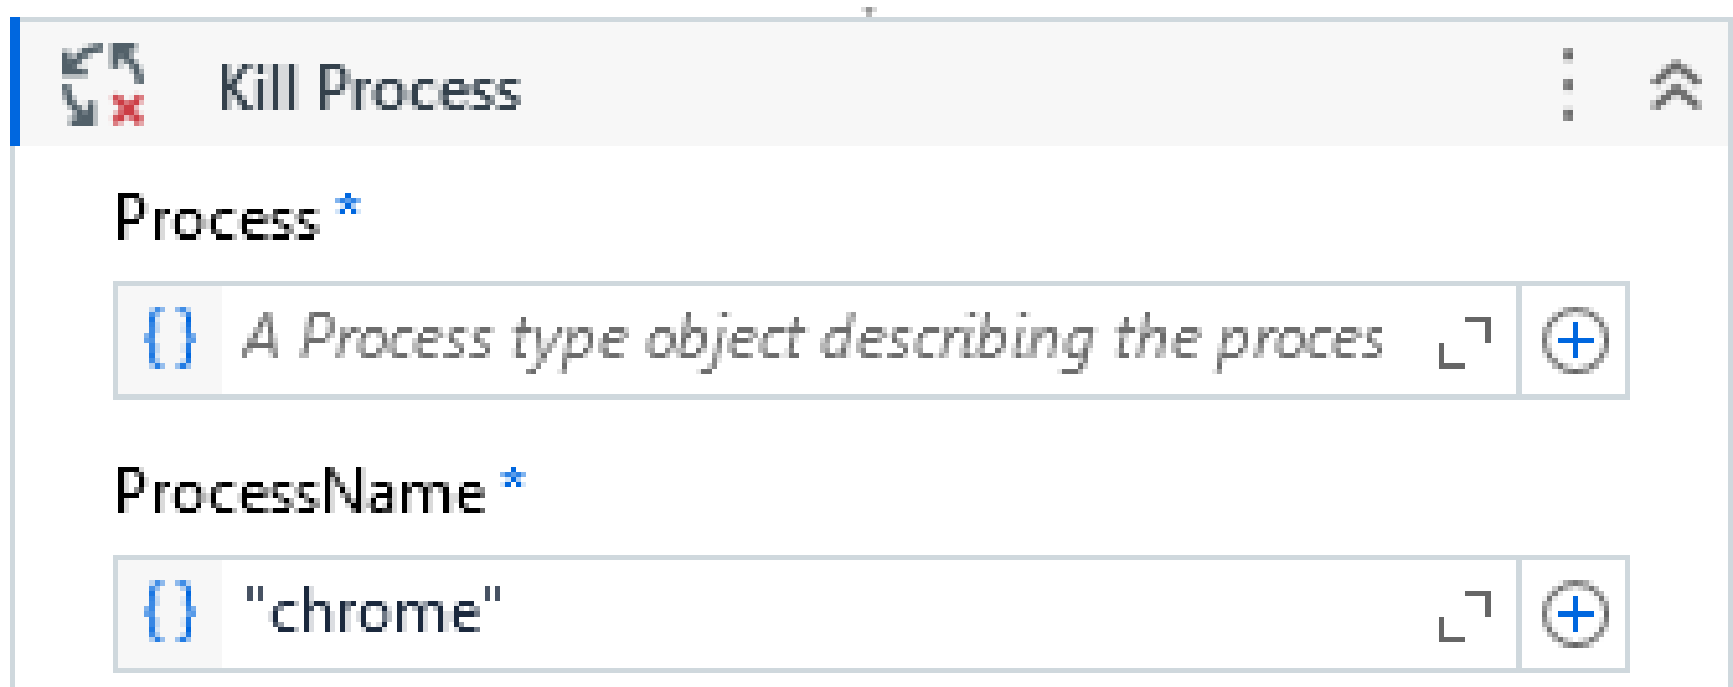 Kill Process
Process *
{} A Process type object describing the proces
ProcessName *
{} "chrome"